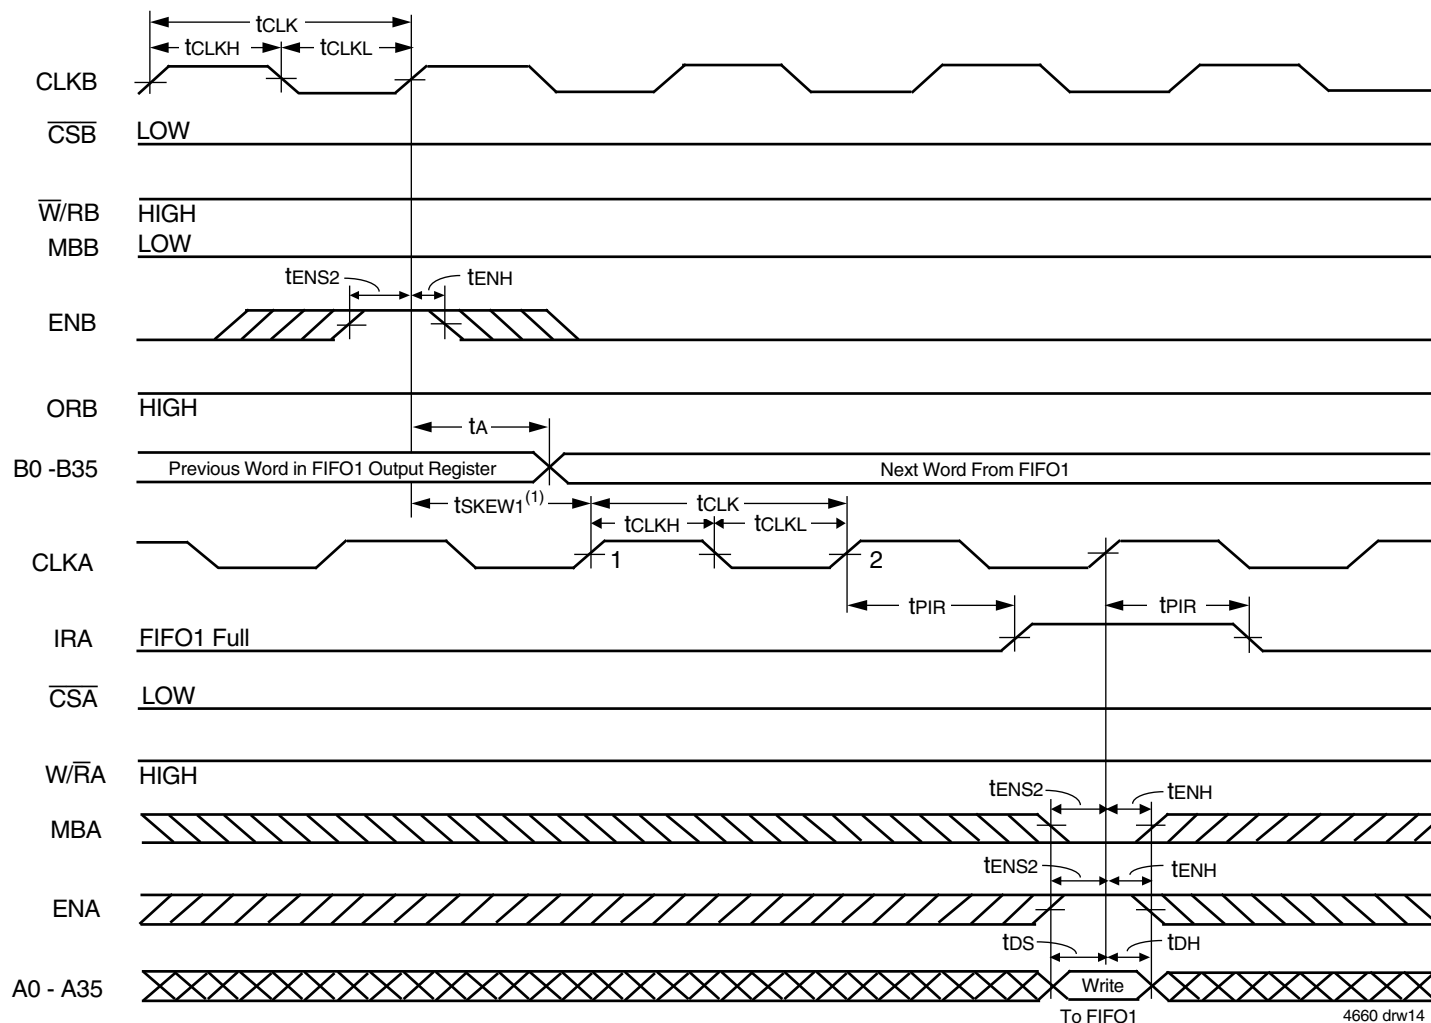 tCLK
tCLKH tCLKL
CLKB
CSB LOW
W/RB HIGH
MBB LOW
tENS2 tENH
ENB
ORB HIGH
tA
B0 -B35 Previous Word in FIFO1 Output Register Next Word From FIFO1
tSKEW1(1) tCLK
tCLKH tCLKL
CLKA 1 2
tPIR tPIR
IRA FIFO1 Full
CSA LOW
W/RA HIGH
tENS2 tENH
MBA
tENS2 tENH
ENA
tDS tDH
A0 - A35 Write
To FIFO1 4660 drw14